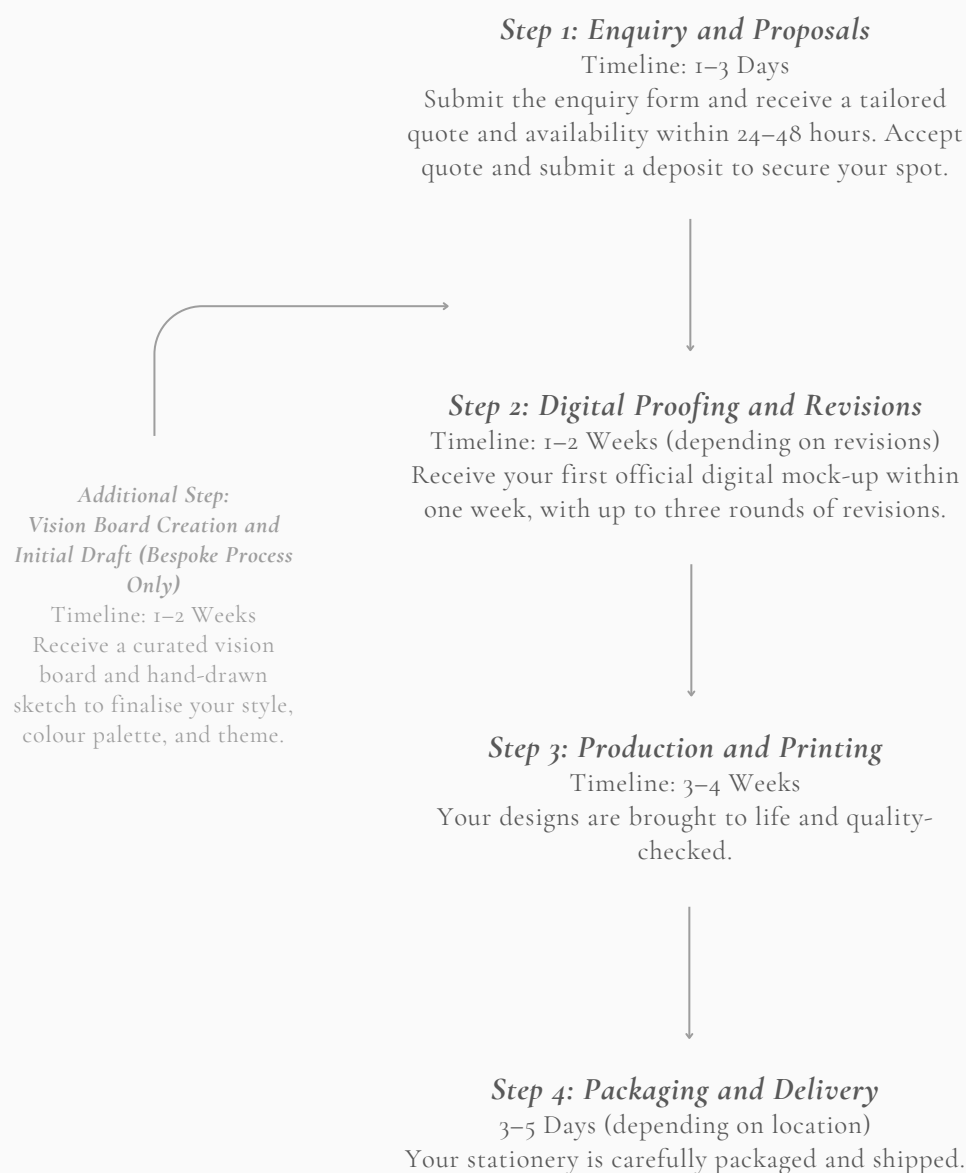 Step 1: Enquiry and Proposals
Timeline: 1–3 Days
Submit the enquiry form and receive a tailored
quote and availability within 24–48 hours. Accept
quote and submit a deposit to secure your spot.
Additional Step:
Vision Board Creation and
Initial Draft (Bespoke Process
Only)
Timeline: 1–2 Weeks
Receive a curated vision
board and hand-drawn
sketch to finalise your style,
colour palette, and theme.
Step 2: Digital Proofing and Revisions
Timeline: 1–2 Weeks (depending on revisions)
Receive your first official digital mock-up within
one week, with up to three rounds of revisions.
Step 3: Production and Printing
Timeline: 3–4 Weeks
Your designs are brought to life and quality-
checked.
Step 4: Packaging and Delivery
3–5 Days (depending on location)
Your stationery is carefully packaged and shipped.